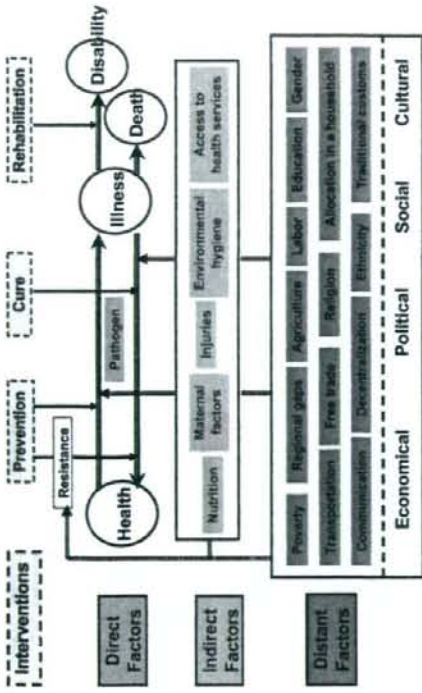 Interventions
Prevention
Cure
Rehabilitation
Resistance
Direct
Factors
Health
Pathogen
Illness
Disability
Death
Indirect
Factors
Nutrition
Maternal
factors
Injuries
Environmental
hygiene
Access to
health services
Distant
Factors
Poverty
Regional gaps
Agriculture
Labor
Education
Gender
Transportation
Free trade
Religion
Allocation in a household
Communication
Decentralization
Ethnicity
Traditional customs
Economical
Political
Social
Cultural